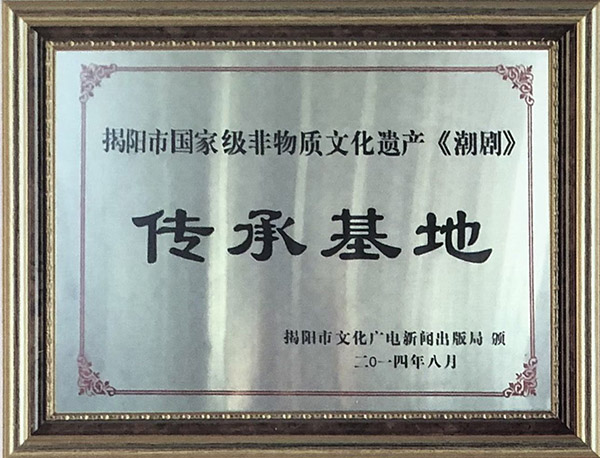 揭阳市国家级非物质文化遗产《潮剧》
传承基地
揭阳市文化广电新闻出版局 颁
二0一四年八月